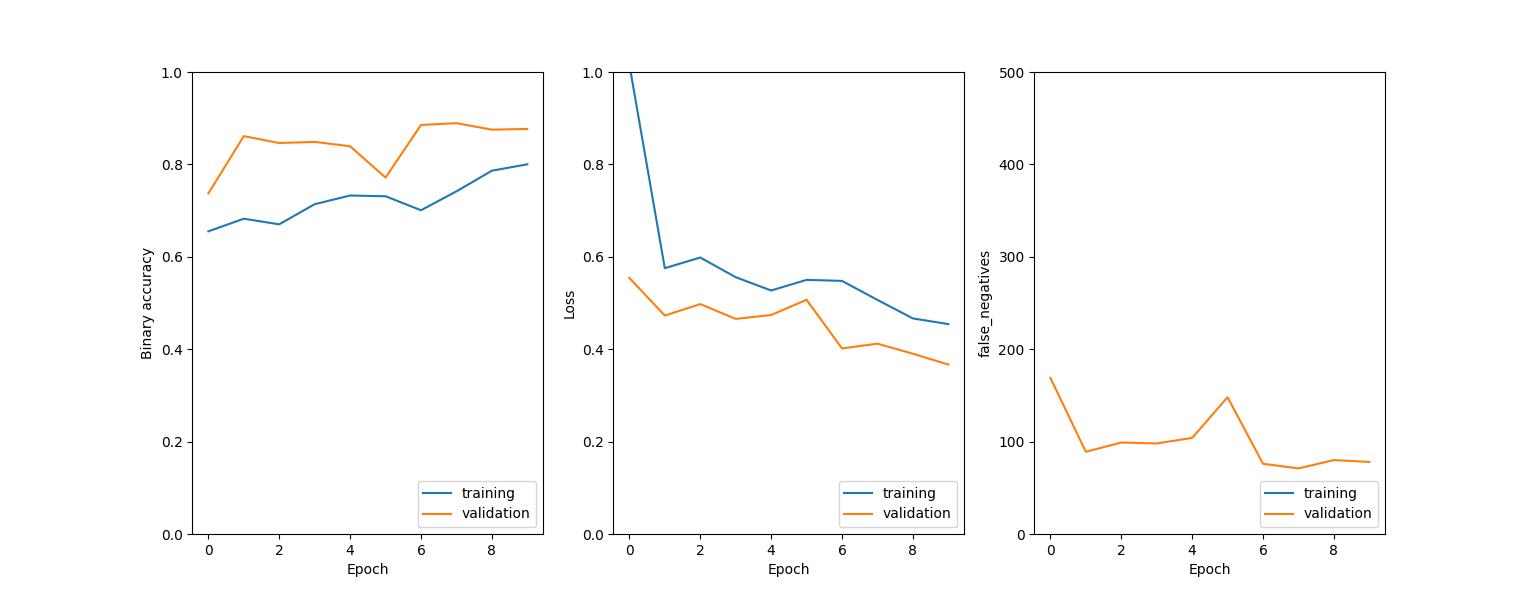 Binary accuracy
1.0
0.8
0.6
0.4
0.2
0.0
0 2 4 6 8
Epoch
training
validation
Loss
1.0
0.8
0.6
0.4
0.2
0.0
0 2 4 6 8
Epoch
training
validation
false_negatives
500
400
300
200
100
0
0 2 4 6 8
Epoch
training
validation